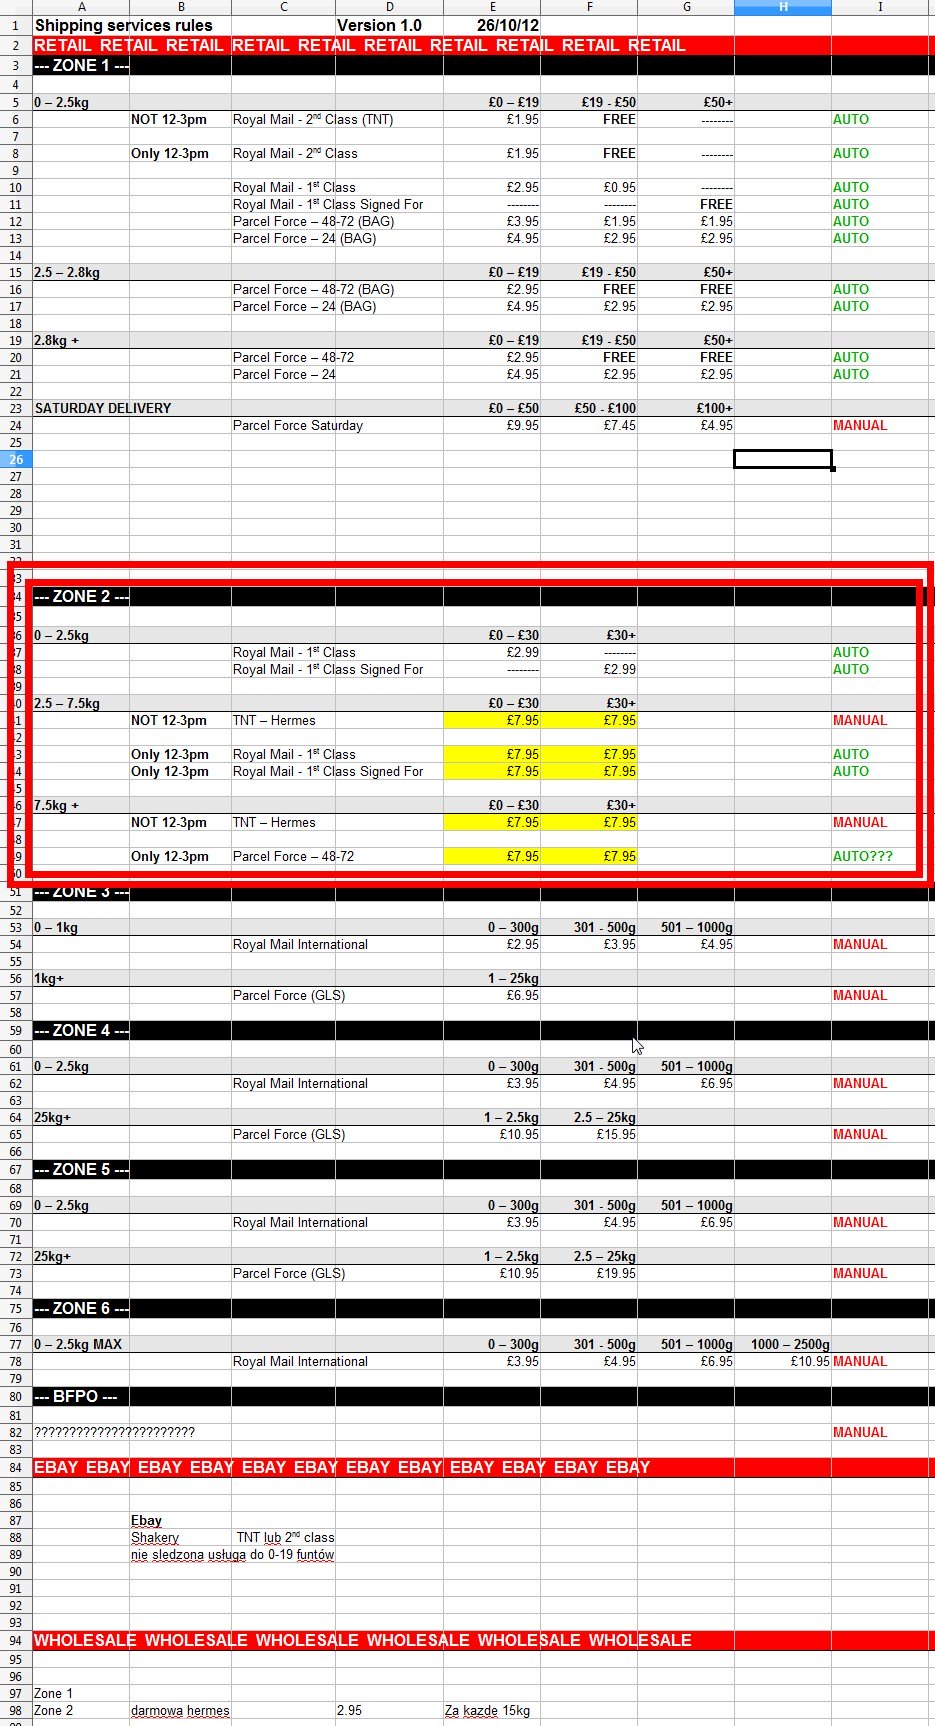 A B C D E F G H I
1 Shipping services rules Version 1.0 26/10/12
2 RETAIL RETAIL RETAIL RETAIL RETAIL RETAIL RETAIL RETAIL RETAIL RETAIL
3 --- ZONE 1 ---
4
5 0 – 2.5kg £0 – £19 £19 - £50 £50+
6 NOT 12-3pm Royal Mail - 2nd Class (TNT) £1.95 FREE -------- AUTO
7
8 Only 12-3pm Royal Mail - 2nd Class £1.95 FREE -------- AUTO
9
10 Royal Mail - 1st Class £2.95 £0.95 -------- AUTO
11 Royal Mail - 1st Class Signed For -------- -------- FREE AUTO
12 Parcel Force – 48-72 (BAG) £3.95 £1.95 £1.95 AUTO
13 Parcel Force – 24 (BAG) £4.95 £2.95 £2.95 AUTO
14
15 2.5 – 2.8kg £0 – £19 £19 - £50 £50+
16 Parcel Force – 48-72 (BAG) £2.95 FREE FREE AUTO
17 Parcel Force – 24 (BAG) £4.95 £2.95 £2.95 AUTO
18
19 2.8kg + £0 – £19 £19 - £50 £50+
20 Parcel Force – 48-72 £2.95 FREE FREE AUTO
21 Parcel Force – 24 £4.95 £2.95 £2.95 AUTO
22
23 SATURDAY DELIVERY £0 – £50 £50 - £100 £100+
24 Parcel Force Saturday £9.95 £7.45 £4.95 MANUAL
25
26
27
28
29
30
31
32
33
34 --- ZONE 2 ---
35
36 0 – 2.5kg £0 – £30 £30+
37 Royal Mail - 1st Class £2.99 -------- AUTO
38 Royal Mail - 1st Class Signed For -------- £2.99 AUTO
39
40 2.5 – 7.5kg £0 – £30 £30+
41 NOT 12-3pm TNT – Hermes £7.95 £7.95 MANUAL
42
43 Only 12-3pm Royal Mail - 1st Class £7.95 £7.95 AUTO
44 Only 12-3pm Royal Mail - 1st Class Signed For £7.95 £7.95 AUTO
45
46 7.5kg + £0 – £30 £30+
47 NOT 12-3pm TNT – Hermes £7.95 £7.95 MANUAL
48
49 Only 12-3pm Parcel Force – 48-72 £7.95 £7.95 AUTO???
50
51 --- ZONE 3 ---
52
53 0 – 1kg 0 – 300g 301 - 500g 501 – 1000g
54 Royal Mail International £2.95 £3.95 £4.95 MANUAL
55
56 1kg+ 1 – 25kg
57 Parcel Force (GLS) £6.95 MANUAL
58
59 --- ZONE 4 ---
60
61 0 – 2.5kg 0 – 300g 301 - 500g 501 – 1000g
62 Royal Mail International £3.95 £4.95 £6.95 MANUAL
63
64 25kg+ 1 – 2.5kg 2.5 – 25kg
65 Parcel Force (GLS) £10.95 £15.95 MANUAL
66
67 --- ZONE 5 ---
68
69 0 – 2.5kg 0 – 300g 301 - 500g 501 – 1000g
70 Royal Mail International £3.95 £4.95 £6.95 MANUAL
71
72 25kg+ 1 – 2.5kg 2.5 – 25kg
73 Parcel Force (GLS) £10.95 £19.95 MANUAL
74
75 --- ZONE 6 ---
76
77 0 – 2.5kg MAX 0 – 300g 301 - 500g 501 – 1000g 1000 – 2500g
78 Royal Mail International £3.95 £4.95 £6.95 £10.95 MANUAL
79
80 --- BFPO ---
81
82 ??????????????????????? MANUAL
83
84 EBAY EBAY EBAY EBAY EBAY EBAY EBAY EBAY EBAY EBAY EBAY EBAY
85
86
87 Ebay
88 Shakery TNT lub 2nd class
89 nie sledzona usługa do 0-19 funtów
90
91
92
93
94 WHOLESALE WHOLESALE WHOLESALE WHOLESALE WHOLESALE WHOLESALE
95
96
97 Zone 1
98 Zone 2 darmowa hermes 2.95 Za kazde 15kg